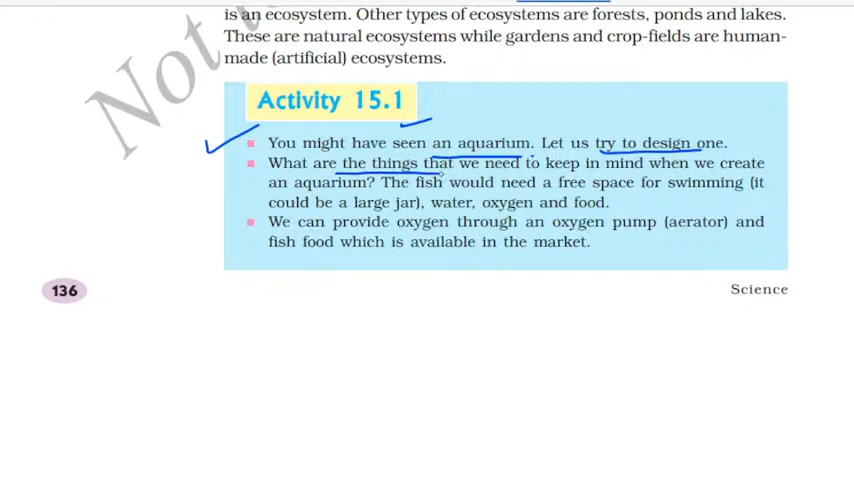 is an ecosystem. Other types of ecosystems are forests, ponds and lakes.
These are natural ecosystems while gardens and crop-fields are human-
made (artificial) ecosystems.
Activity 15.1
You might have seen an aquarium. Let us try to design one.
What are the things that we need to keep in mind when we create
an aquarium? The fish would need a free space for swimming (it
could be a large jar), water, oxygen and food.
We can provide oxygen through an oxygen pump (aerator) and
fish food which is available in the market.
136
Science
Not